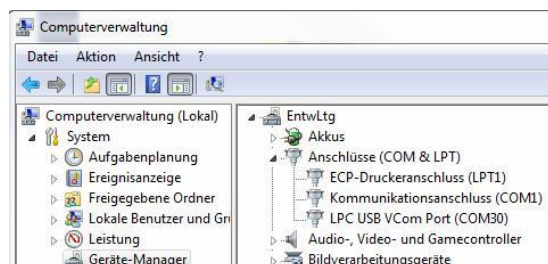 Computerverwaltung
Datei Aktion Ansicht ?
Computerverwaltung (Lokal)
System
Aufgabenplanung
Ereignisanzeige
Freigegebene Ordner
Lokale Benutzer und Gru
Leistung
Geräte-Manager
EntwLtg
Akkus
Anschlüsse (COM & LPT)
ECP-Druckeranschluss (LPT1)
Kommunikationsanschluss (COM1)
LPC USB VCom Port (COM30)
Audio-, Video- und Gamecontroller
Bildverarbeitungsgeräte